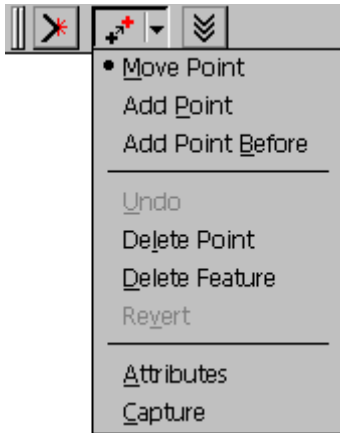 Move Point
Add Point
Add Point Before
Undo
Delete Point
Delete Feature
Revert
Attributes
Capture